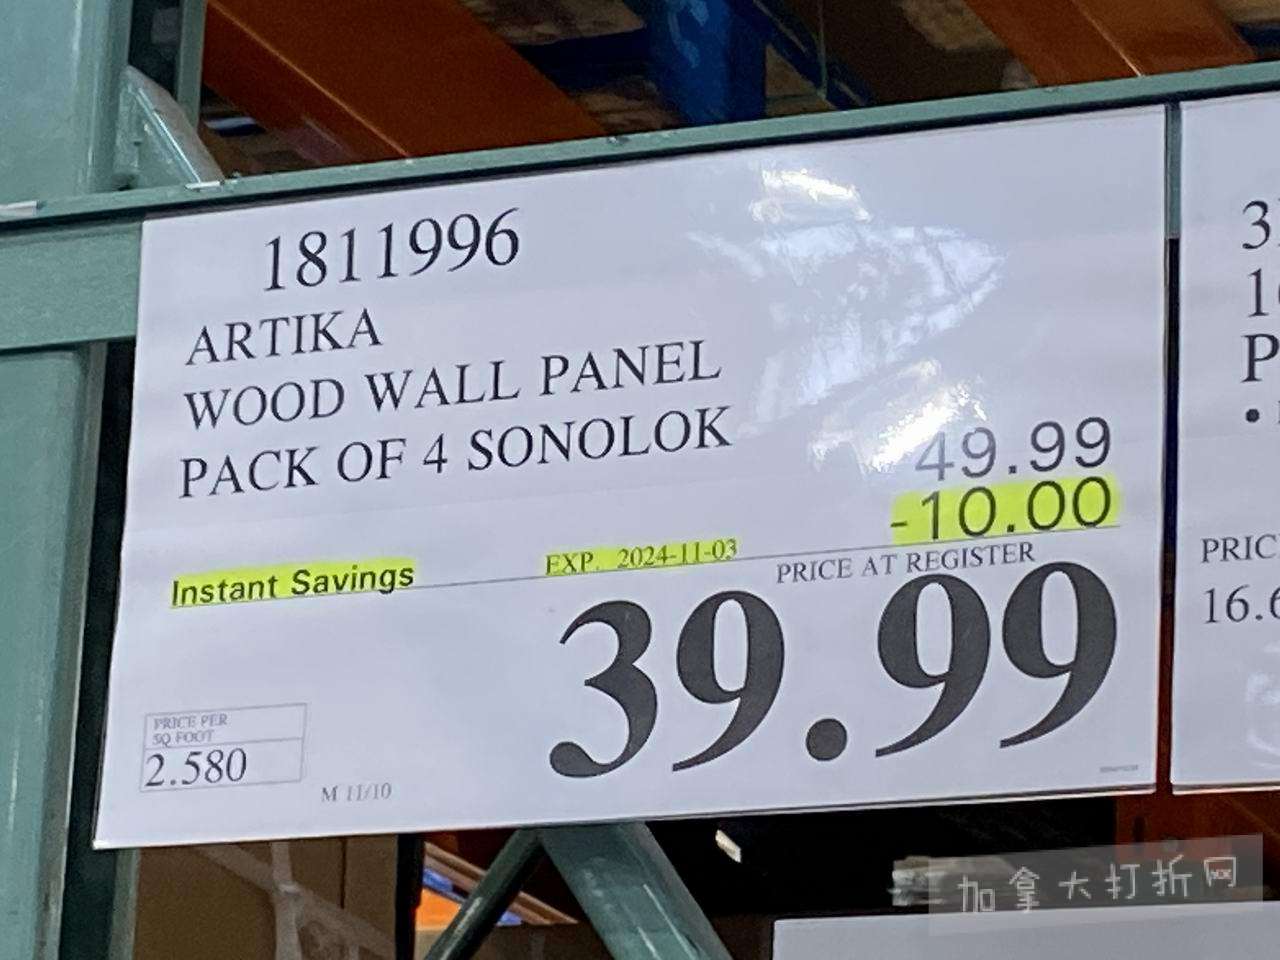 1811996
ARTIKA
WOOD WALL PANEL
PACK OF 4 SONOLOK
49.99
-10.00
Instant Savings
EXP. 2024-11-03
PRICE AT REGISTER
39.99
PRICE PER
SQ FOOT
2.580
M 11/10
3
1
P
•
PRIC
16.6
加拿大打折网